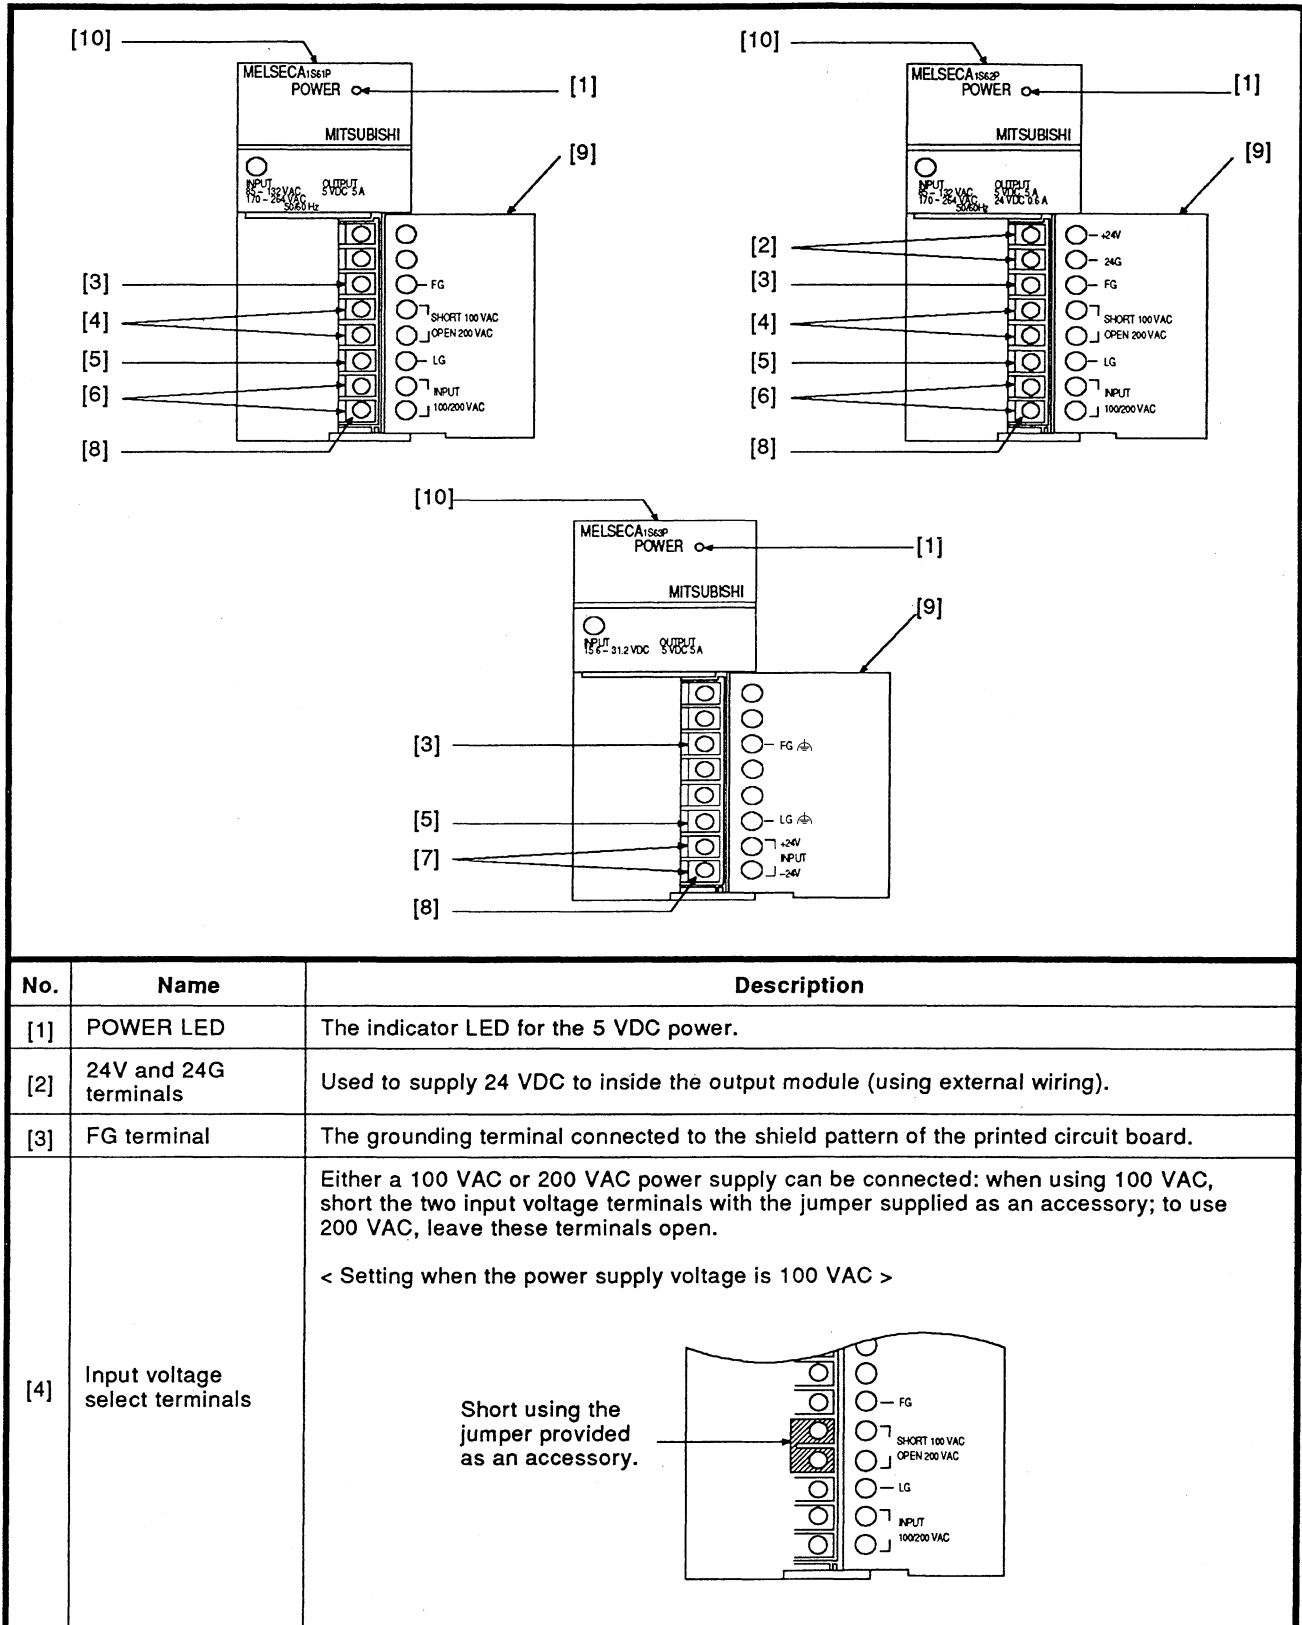 [10]
MELSECA1S61P
POWER
[1]
MITSUBISHI
[9]
INPUT
85 – 132 VAC
170 – 264 VAC
50/60 Hz
OUTPUT
5 VDC 5 A
[3]
[4]
[5]
[6]
[8]
FG
SHORT 100 VAC
OPEN 200 VAC
LG
INPUT
100/200 VAC
[10]
MELSECA1S62P
POWER
[1]
MITSUBISHI
[9]
INPUT
85 – 132 VAC
170 – 264 VAC
50/60Hz
OUTPUT
5 VDC 5 A
24 VDC 0.6 A
[2]
[3]
[4]
[5]
[6]
[8]
+24V
24G
FG
SHORT 100 VAC
OPEN 200 VAC
LG
INPUT
100/200 VAC
[10]
MELSECA1S63P
POWER
[1]
MITSUBISHI
[9]
INPUT
15.6 – 31.2 VDC
OUTPUT
5 VDC 5 A
[3]
[5]
[7]
[8]
FG
LG
+24V
INPUT
–24V
No. Name Description
[1] POWER LED The indicator LED for the 5 VDC power.
[2] 24V and 24G
terminals
Used to supply 24 VDC to inside the output module (using external wiring).
[3] FG terminal The grounding terminal connected to the shield pattern of the printed circuit board.
[4] Input voltage
select terminals
Either a 100 VAC or 200 VAC power supply can be connected: when using 100 VAC,
short the two input voltage terminals with the jumper supplied as an accessory; to use
200 VAC, leave these terminals open.
< Setting when the power supply voltage is 100 VAC >
Short using the
jumper provided
as an accessory.
FG
SHORT 100 VAC
OPEN 200 VAC
LG
INPUT
100/200 VAC